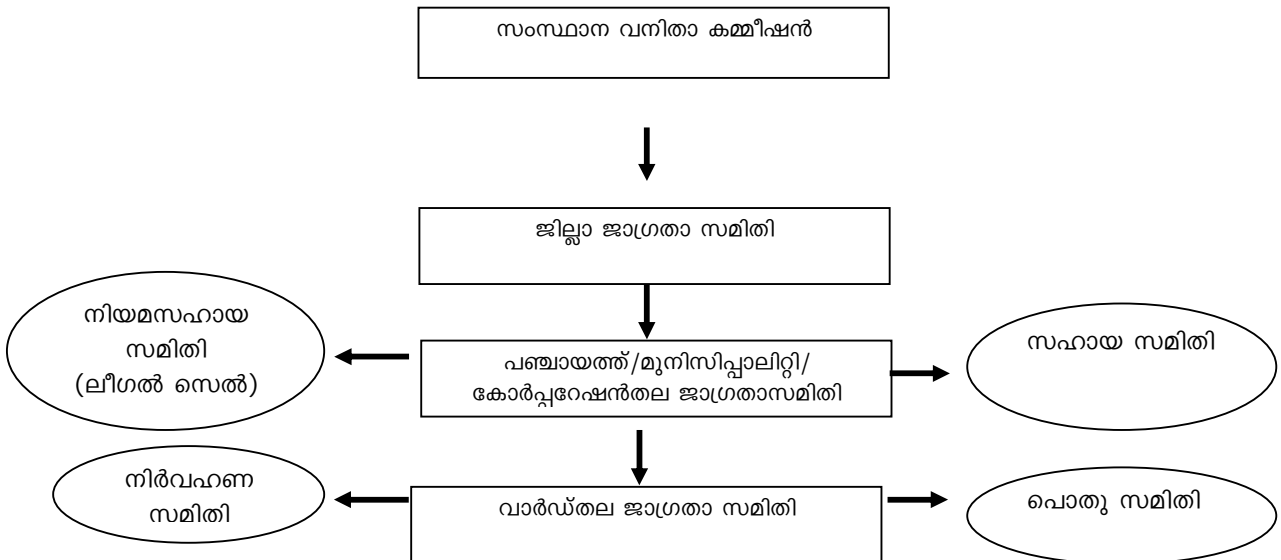 സംസ്ഥാന വനിതാ കമ്മീഷൻ
ജില്ലാ ജാഗ്രതാ സമിതി
നിയമസഹായ
സമിതി
(ലീഗൽ സെൽ)
പഞ്ചായത്ത്/മുനിസിപ്പാലിറ്റി/
കോർപ്പറേഷൻതല ജാഗ്രതാസമിതി
സഹായ സമിതി
നിർവഹണ
സമിതി
വാർഡ്തല ജാഗ്രതാ സമിതി
പൊതു സമിതി